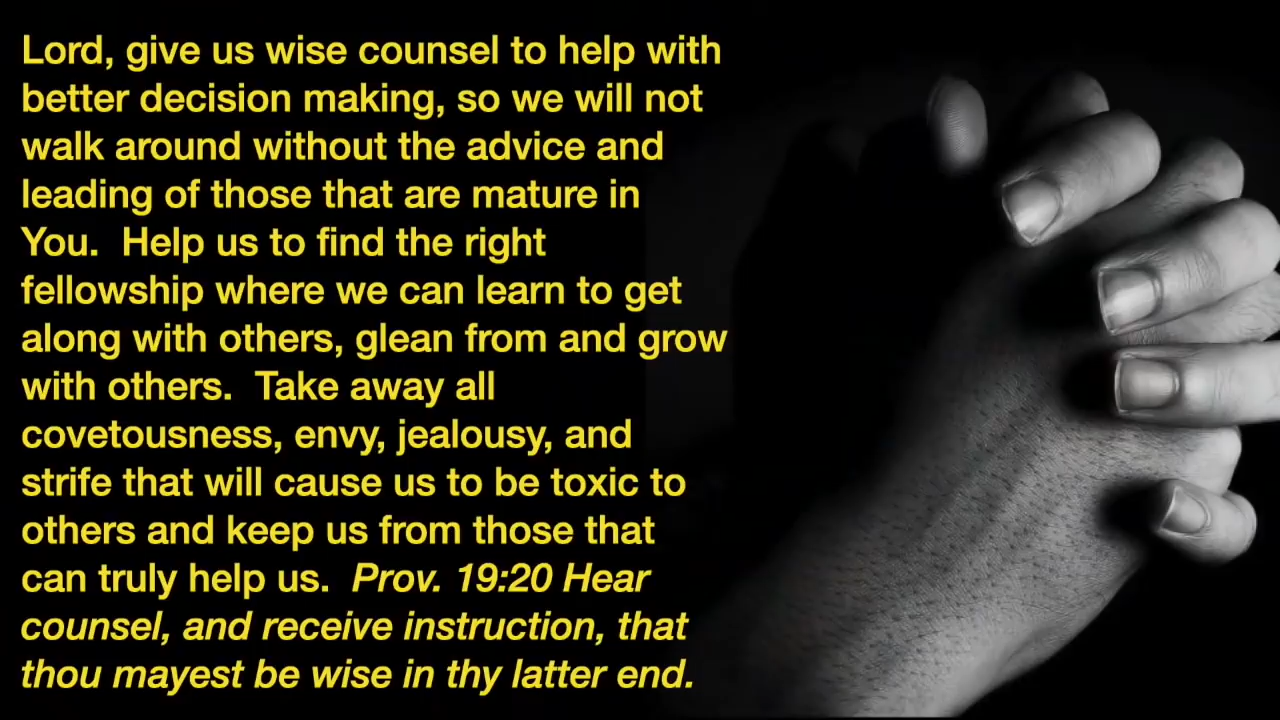 Lord, give us wise counsel to help with
better decision making, so we will not
walk around without the advice and
leading of those that are mature in
You.  Help us to find the right
fellowship where we can learn to get
along with others, glean from and grow
with others.  Take away all
covetousness, envy, jealousy, and
strife that will cause us to be toxic to
others and keep us from those that
can truly help us.  Prov. 19:20 Hear
counsel, and receive instruction, that
thou mayest be wise in thy latter end.